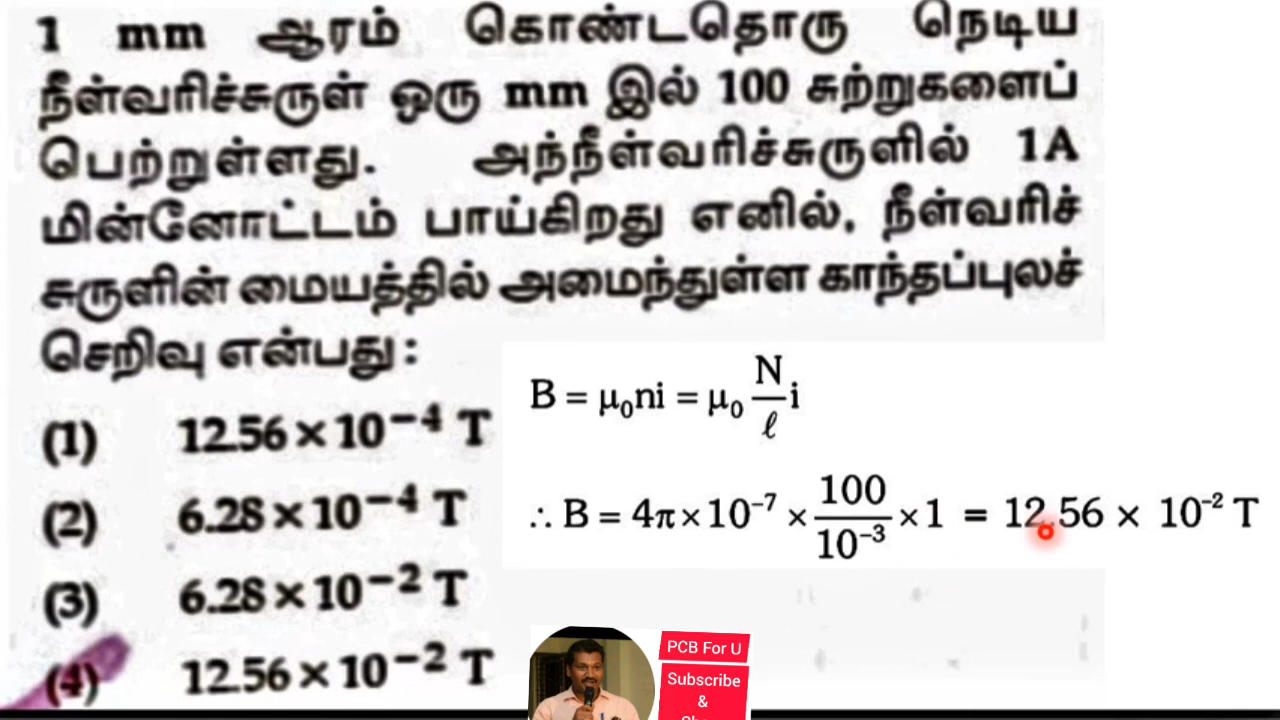 1 mm ஆரம் கொண்டதொரு நெடிய
நீள்வரிச்சுருள் ஒரு mm இல் 100 சுற்றுகளைப்
பெற்றுள்ளது. அந்நீள்வரிச்சுருளில் 1A
மின்னோட்டம் பாய்கிறது எனில், நீள்வரிச்
சுருளின் மையத்தில் அமைந்துள்ள காந்தப்புலச்
செறிவு என்பது :
(1) 12.56 × 10⁻⁴ T
(2) 6.28 × 10⁻⁴ T
(3) 6.28 × 10⁻² T
(4) 12.56 × 10⁻² T
B = μ₀ni = μ₀ N/ℓ i
∴ B = 4π × 10⁻⁷ × 100/10⁻³ × 1 = 12.56 × 10⁻² T
PCB For U
Subscribe
&